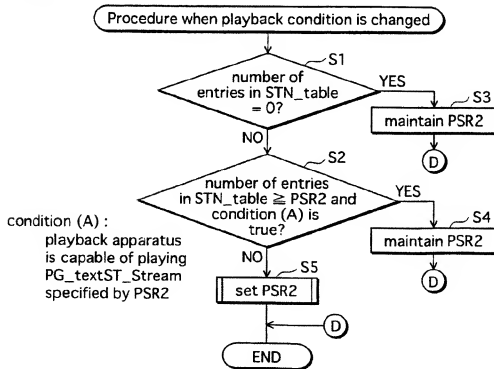 Procedure when playback condition is changed
S1
number of
entries in STN_table
= 0?
YES
S3
maintain PSR2
D
NO
S2
number of entries
in STN_table ≧ PSR2 and
condition (A) is
true?
YES
S4
maintain PSR2
D
condition (A) :
playback apparatus
is capable of playing
PG_textST_Stream
specified by PSR2
NO
S5
set PSR2
D
END